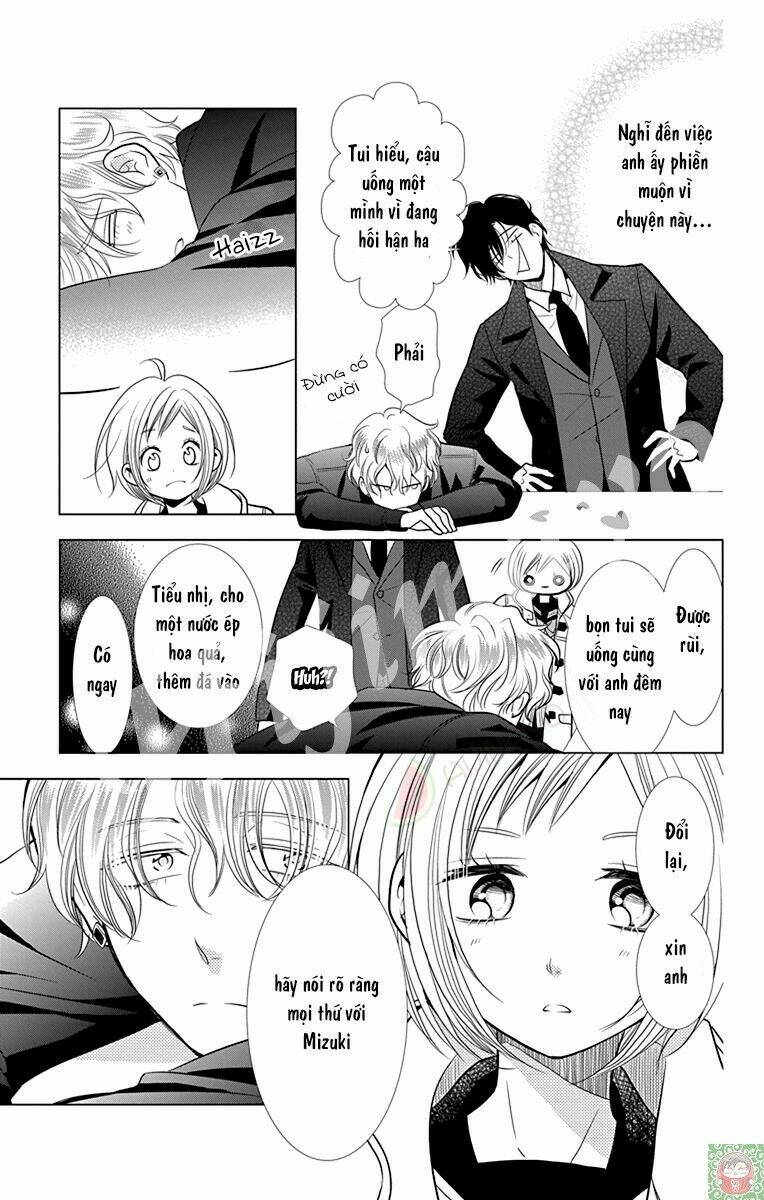 Nghĩ đến việc
anh ấy phiền
muộn vì
chuyện này...
Tui hiểu, cậu
uống một
mình vì đang
hối hận ha
Phải
Đừng có
cười
Haizz
Được
rùi,
bọn tui sẽ
uống cùng
với anh đêm
nay
Huh?!
Tiểu nhị, cho
một nước ép
hoa quả,
thêm đá vào
Có
ngay
Đổi
lại,
xin
anh
hãy nói rõ ràng
mọi thứ với
Mizuki